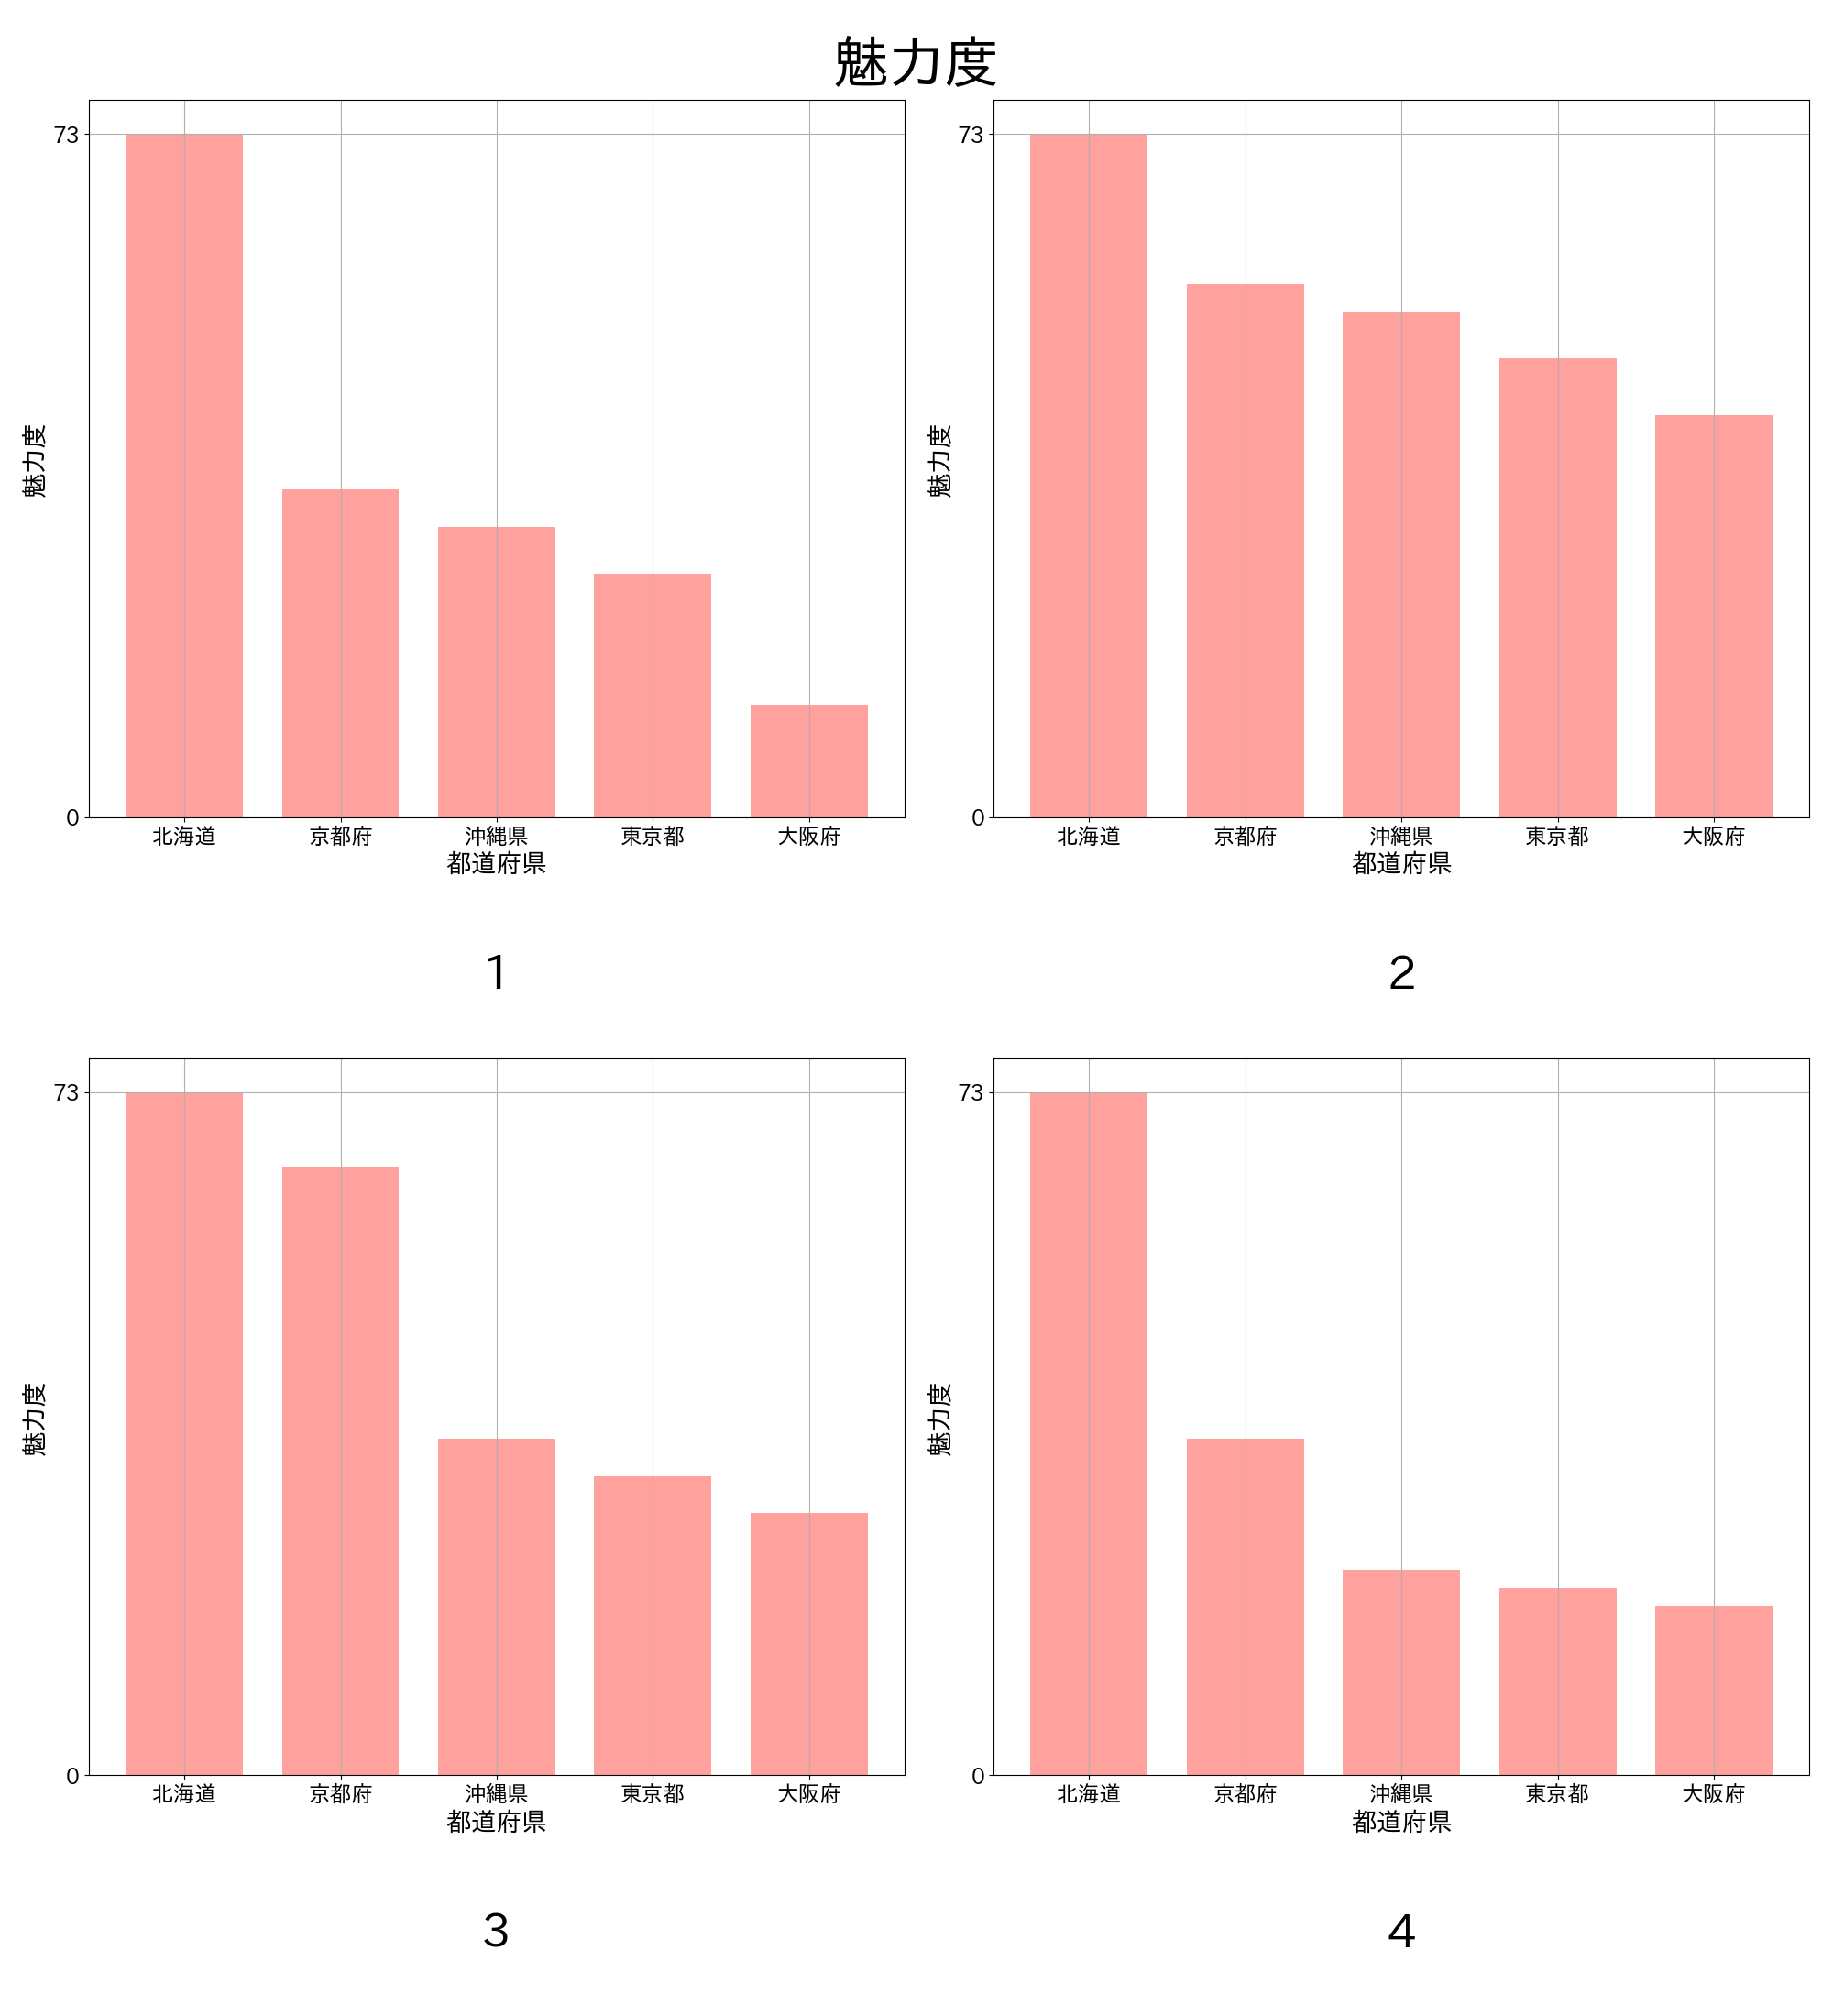 魅力度
73
0
魅力度
北海道 京都府 沖縄県 東京都 大阪府
都道府県
1
73
0
魅力度
北海道 京都府 沖縄県 東京都 大阪府
都道府県
2
73
0
魅力度
北海道 京都府 沖縄県 東京都 大阪府
都道府県
3
73
0
魅力度
北海道 京都府 沖縄県 東京都 大阪府
都道府県
4